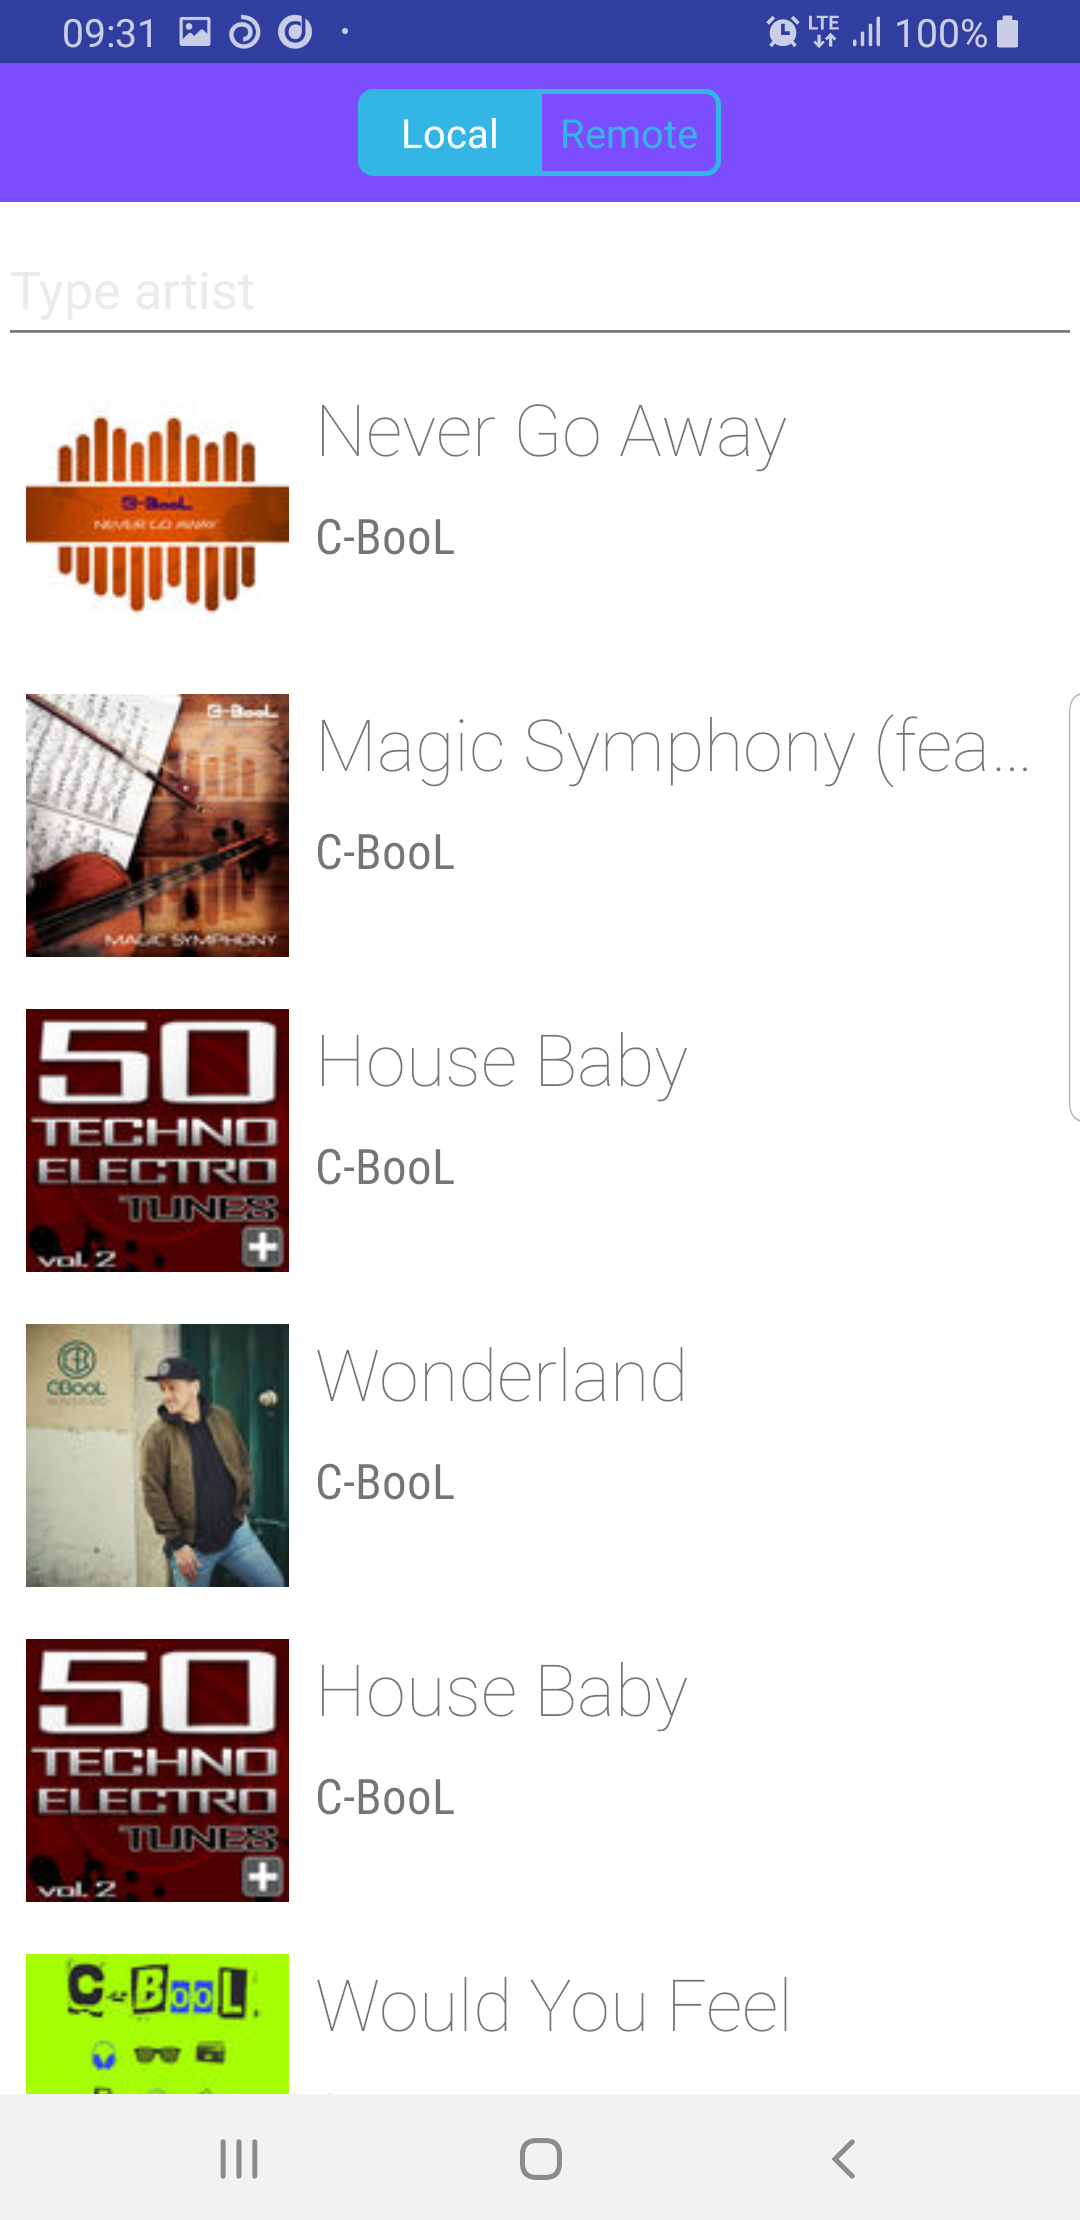 09:31
LTE
100%
Local
Remote
Type artist
C-BooL
NEVER GO AWAY
Never Go Away
C-BooL
C-BooL
MAGIC SYMPHONY
Magic Symphony (fea...
C-BooL
50
TECHNO
ELECTRO
TUNES
vol. 2
House Baby
C-BooL
CBOOL
Wonderland
C-BooL
50
TECHNO
ELECTRO
TUNES
vol. 2
House Baby
C-BooL
C-BooL.
Would You Feel